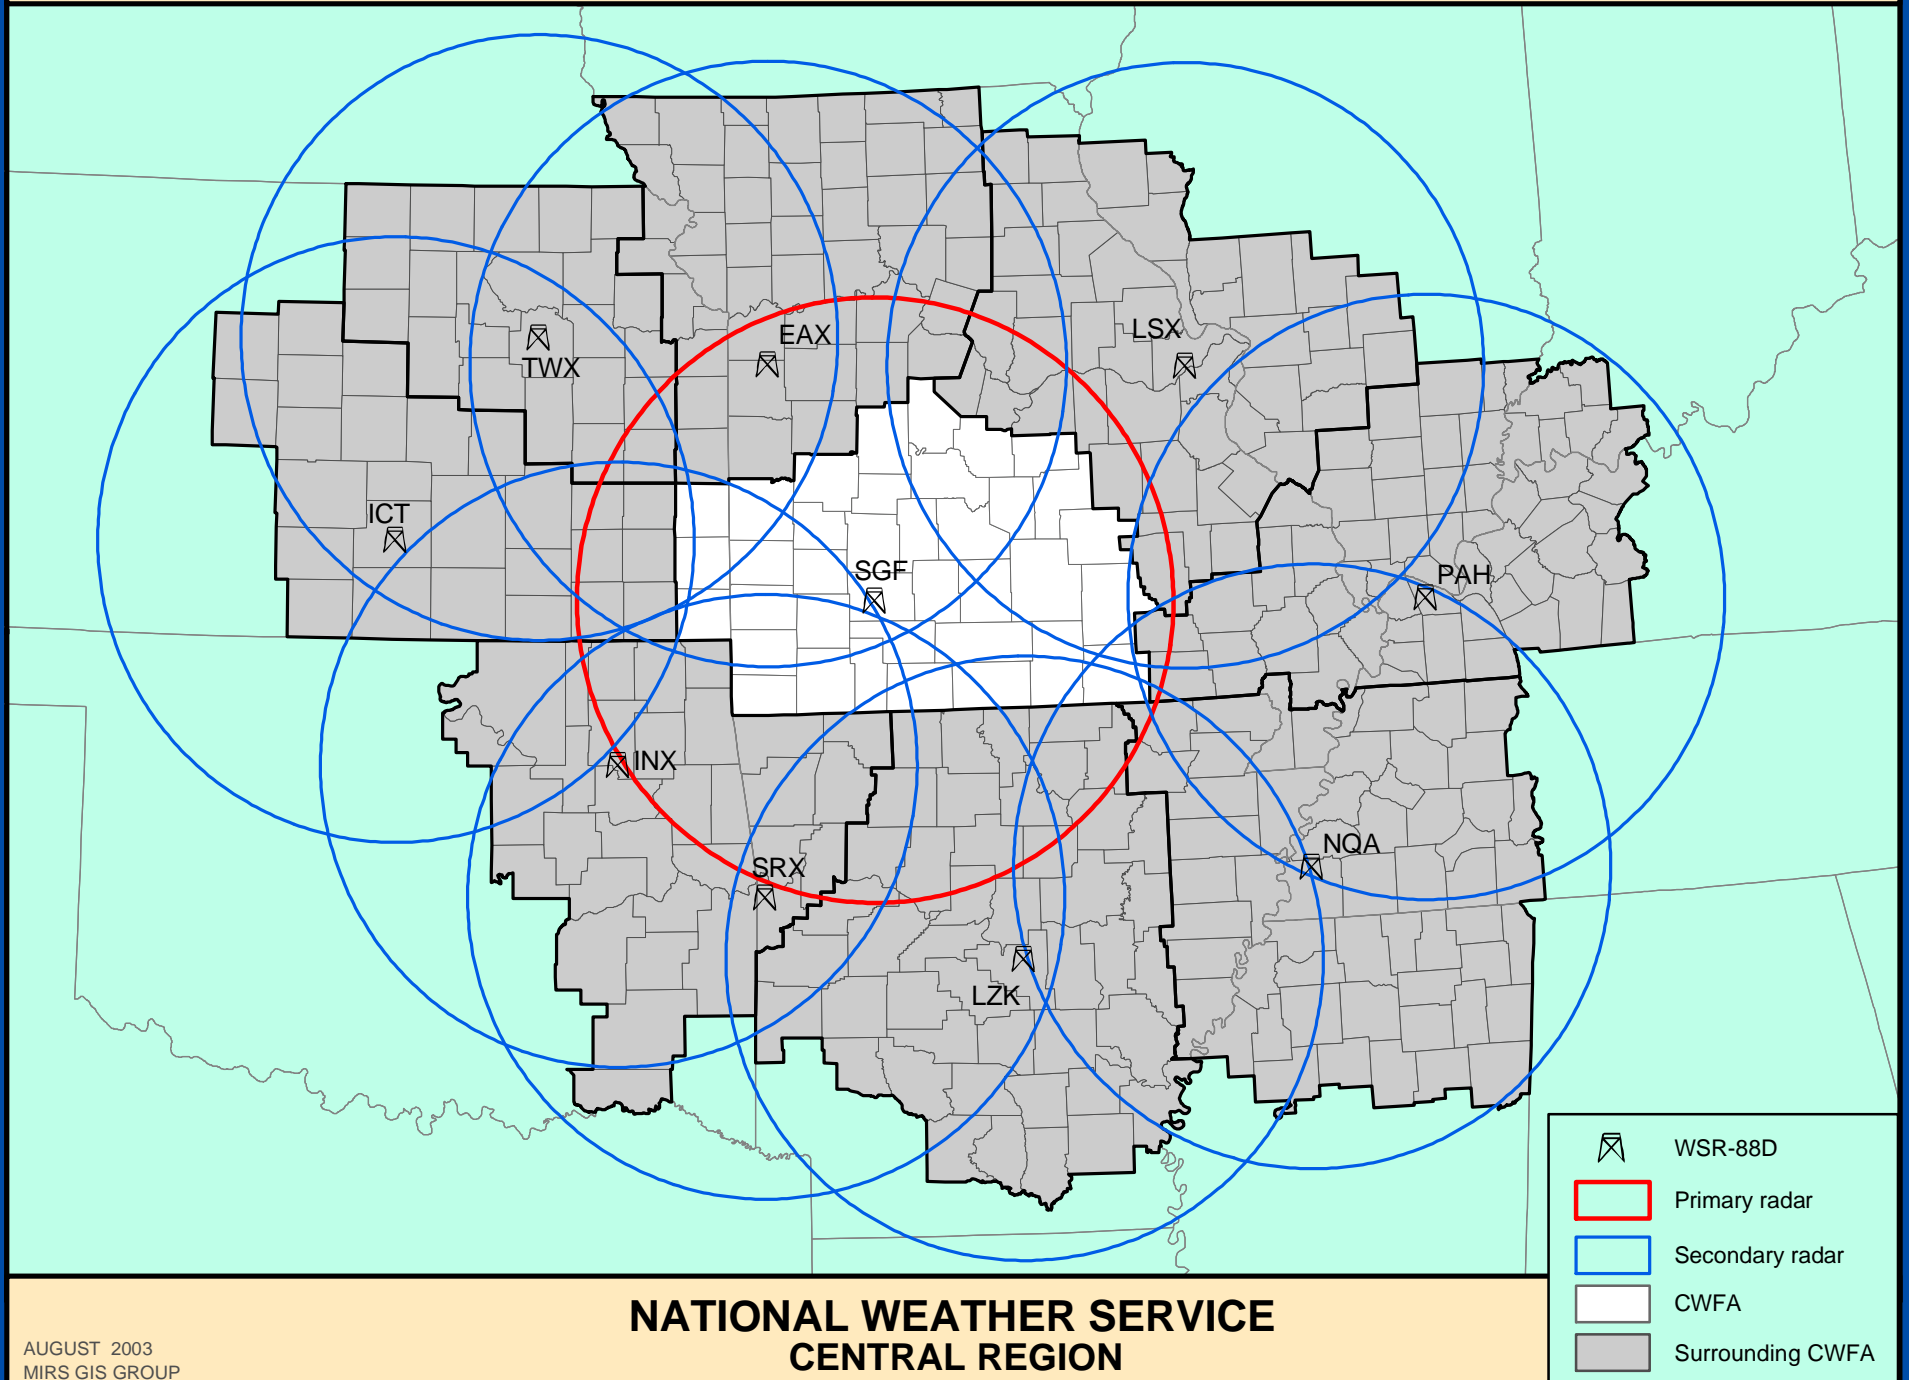 EAX
LSX
TWX
ICT
SGF
PAH
INX
NQA
SRX
LZK
WSR-88D
Primary radar
Secondary radar
CWFA
Surrounding CWFA
NATIONAL WEATHER SERVICE
CENTRAL REGION
AUGUST 2003
MIRS GIS GROUP